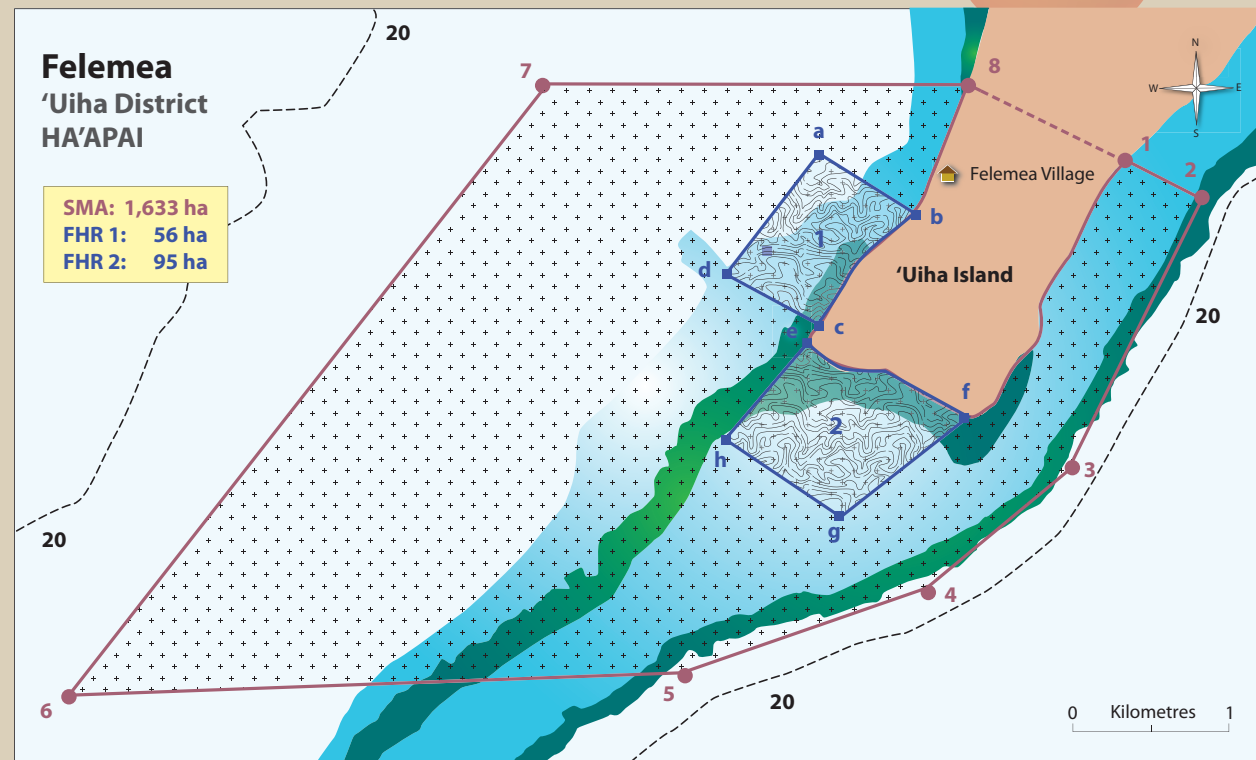 Felemea
‘Uiha District
HA’APAI
SMA: 1,633 ha
FHR 1: 56 ha
FHR 2: 95 ha
20
7
8
N
W
E
S
a
1
Felemea Village
2
b
1
d
‘Uiha Island
20
c
e
f
2
h
3
20
g
4
5
6
20
0 Kilometres 1